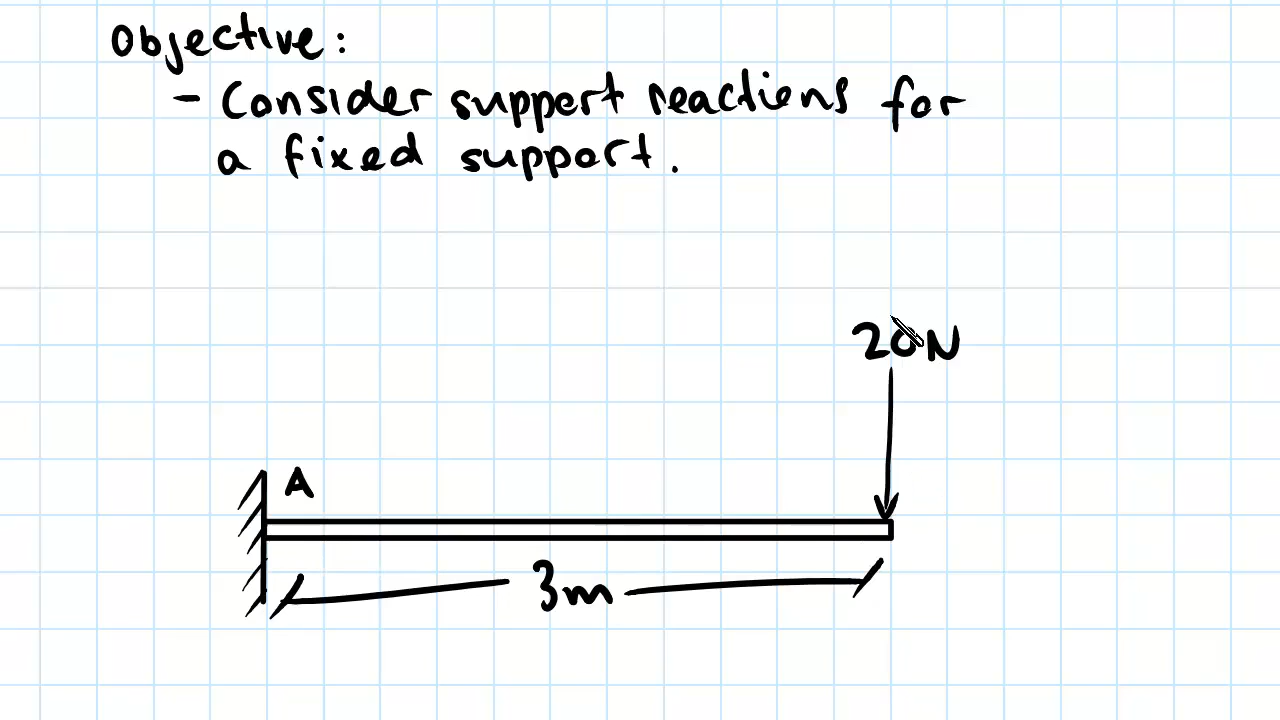 Objective:
- Consider support reactions for
a fixed support.
20N
A
3m